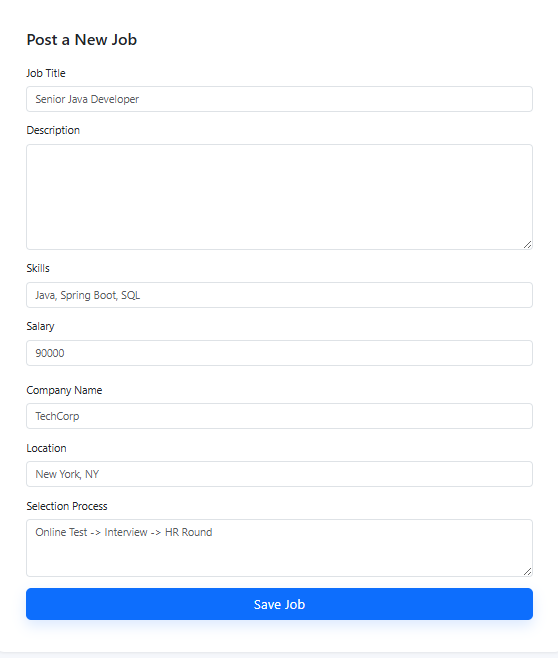 Post a New Job
Job Title
Senior Java Developer
Description
Skills
Java, Spring Boot, SQL
Salary
90000
Company Name
TechCorp
Location
New York, NY
Selection Process
Online Test -> Interview -> HR Round
Save Job